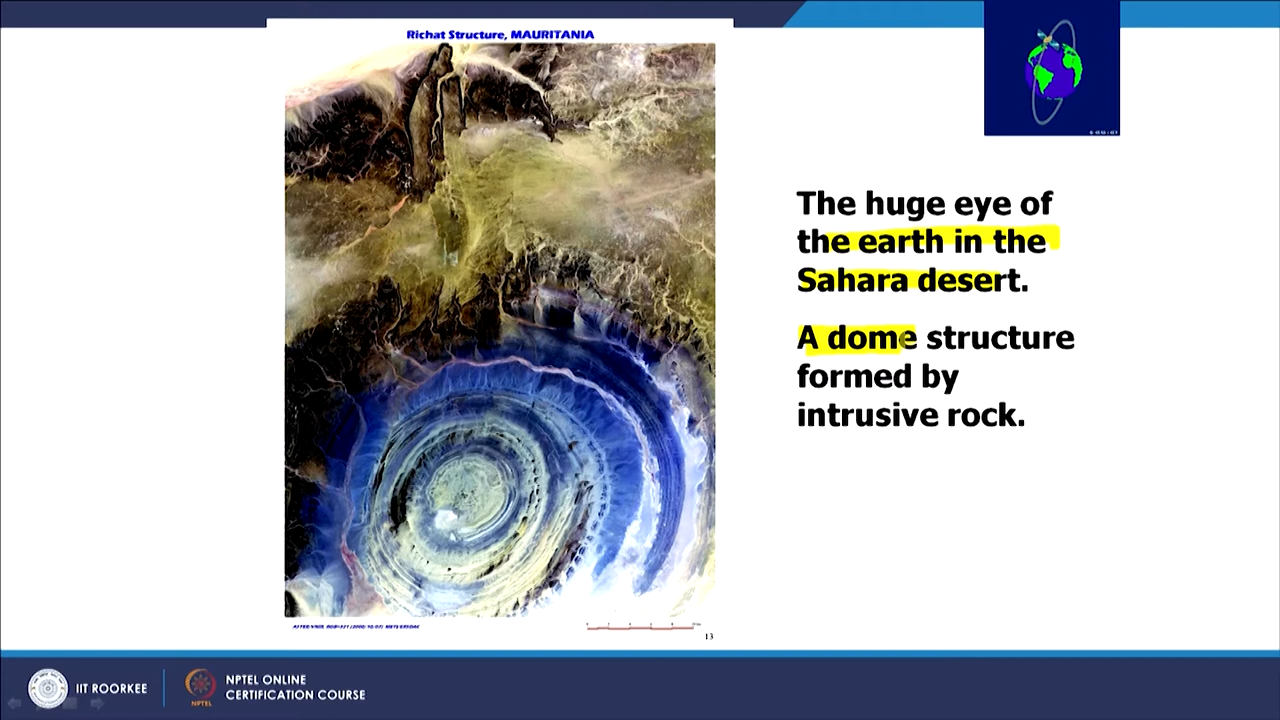 Richat Structure, MAURITANIA
The huge eye of
the earth in the
Sahara desert.
A dome structure
formed by
intrusive rock.
13
IIT ROORKEE
NPTEL
NPTEL ONLINE
CERTIFICATION COURSE